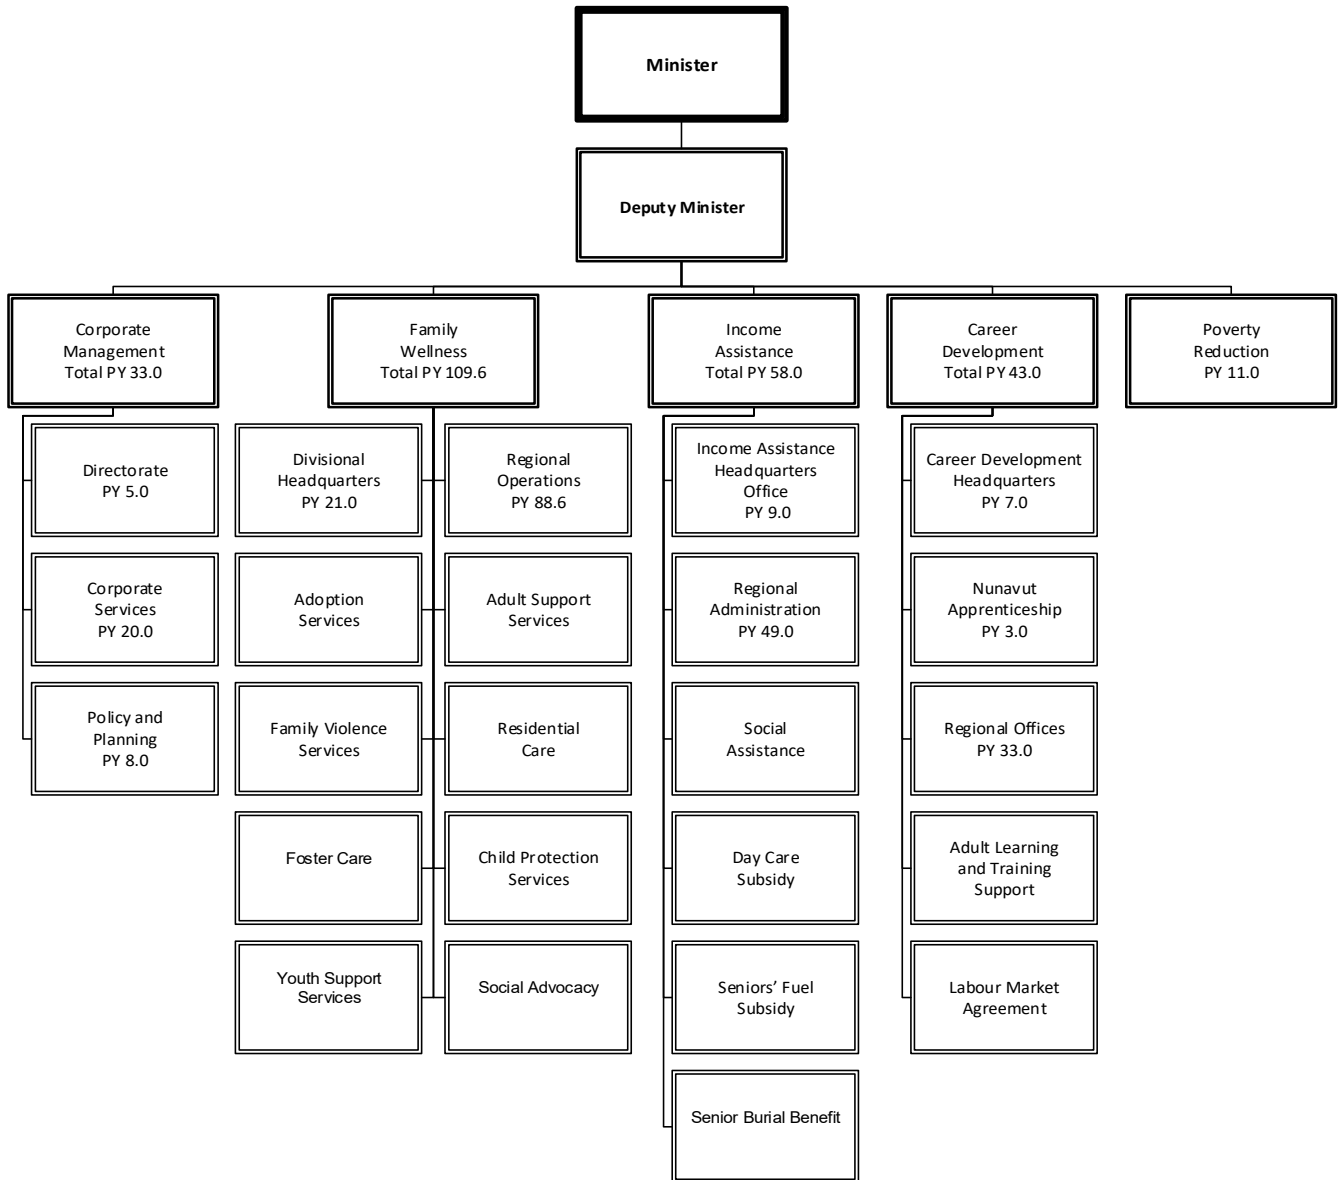 Minister
Deputy Minister
Corporate
Management
Total PY 33.0
Family
Wellness
Total PY 109.6
Income
Assistance
Total PY 58.0
Career
Development
Total PY 43.0
Poverty
Reduction
PY 11.0
Directorate
PY 5.0
Corporate
Services
PY 20.0
Policy and
Planning
PY 8.0
Divisional
Headquarters
PY 21.0
Regional
Operations
PY 88.6
Adoption
Services
Adult Support
Services
Family Violence
Services
Residential
Care
Foster Care
Child Protection
Services
Youth Support
Services
Social Advocacy
Income Assistance
Headquarters
Office
PY 9.0
Regional
Administration
PY 49.0
Social
Assistance
Day Care
Subsidy
Seniors’ Fuel
Subsidy
Senior Burial Benefit
Career Development
Headquarters
PY 7.0
Nunavut
Apprenticeship
PY 3.0
Regional Offices
PY 33.0
Adult Learning
and Training
Support
Labour Market
Agreement